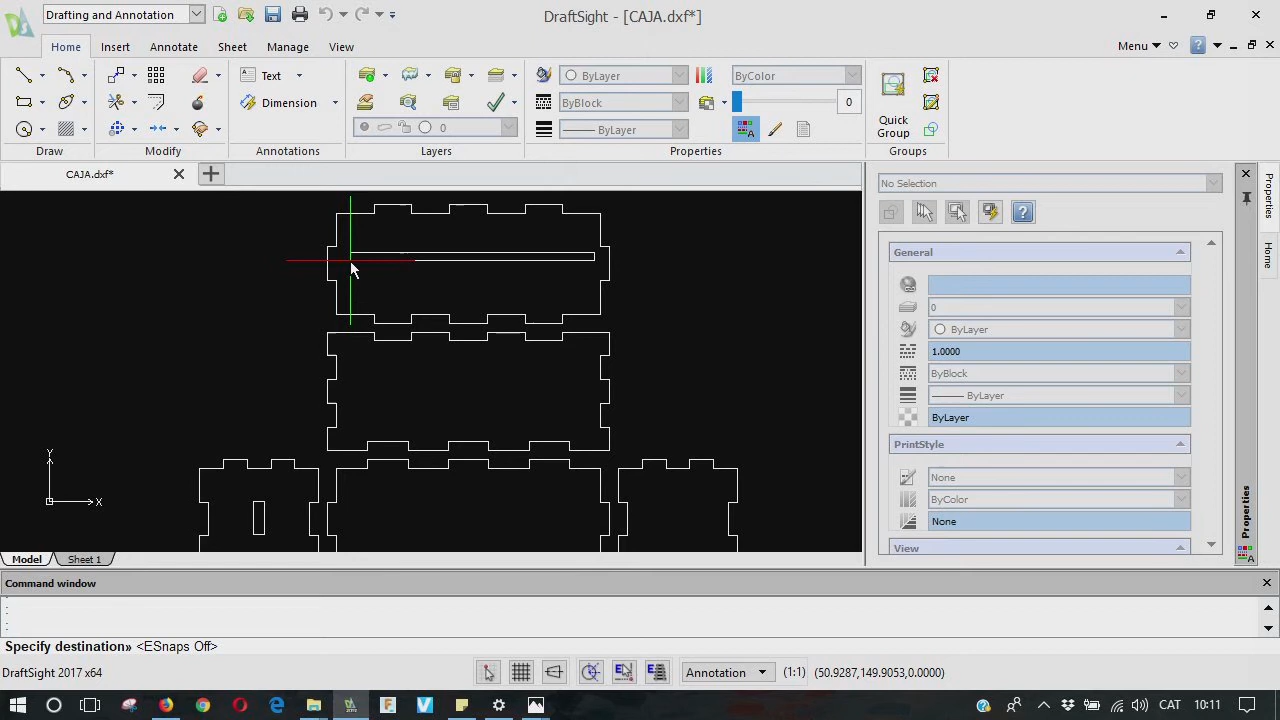 Drafting and Annotation
DraftSight - [CAJA.dxf*]
Home
Insert
Annotate
Sheet
Manage
View
Menu
?
Text
Dimension
0
ByLayer
ByBlock
ByLayer
ByColor
0
Quick
Group
Draw
Modify
Annotations
Layers
Properties
Groups
CAJA.dxf*
No Selection
?
General
0
ByLayer
1.0000
ByBlock
ByLayer
ByLayer
PrintStyle
None
ByColor
None
View
Properties
Home
Properties
Y
X
Model
Sheet 1
Command window
:
:
Specify destination» <ESnaps Off>
DraftSight 2017 x64
Annotation
(1:1)
(50.9287,149.9053,0.0000)
CAT
10:11